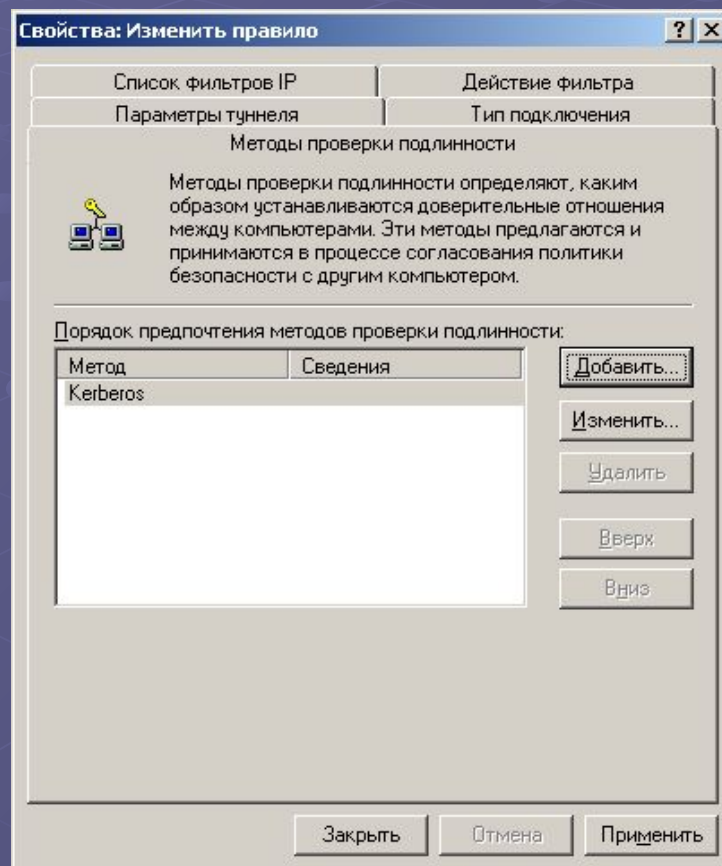 Свойства: Изменить правило
Список фильтров IP Действие фильтра
Параметры туннеля Тип подключения
Методы проверки подлинности
Методы проверки подлинности определяют, каким
образом устанавливаются доверительные отношения
между компьютерами. Эти методы предлагаются и
принимаются в процессе согласования политики
безопасности с другим компьютером.
Порядок предпочтения методов проверки подлинности:
Метод Сведения
Kerberos
Добавить...
Изменить...
Удалить
Вверх
Вниз
Закрыть Отмена Применить